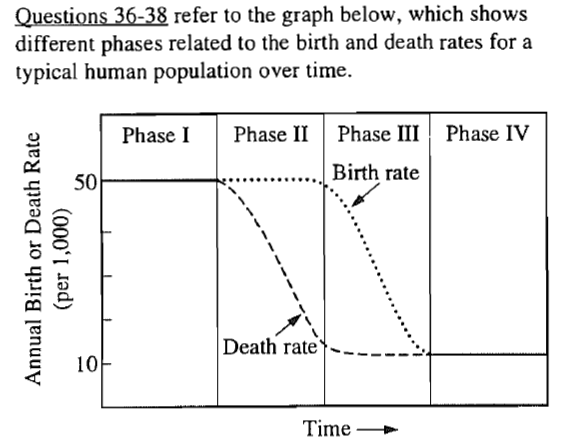 Questions 36-38 refer to the graph below, which shows
different phases related to the birth and death rates for a
typical human population over time.
Phase I Phase II Phase III Phase IV
Birth rate
50
Annual Birth or Death Rate
(per 1,000)
Death rate
10
Time